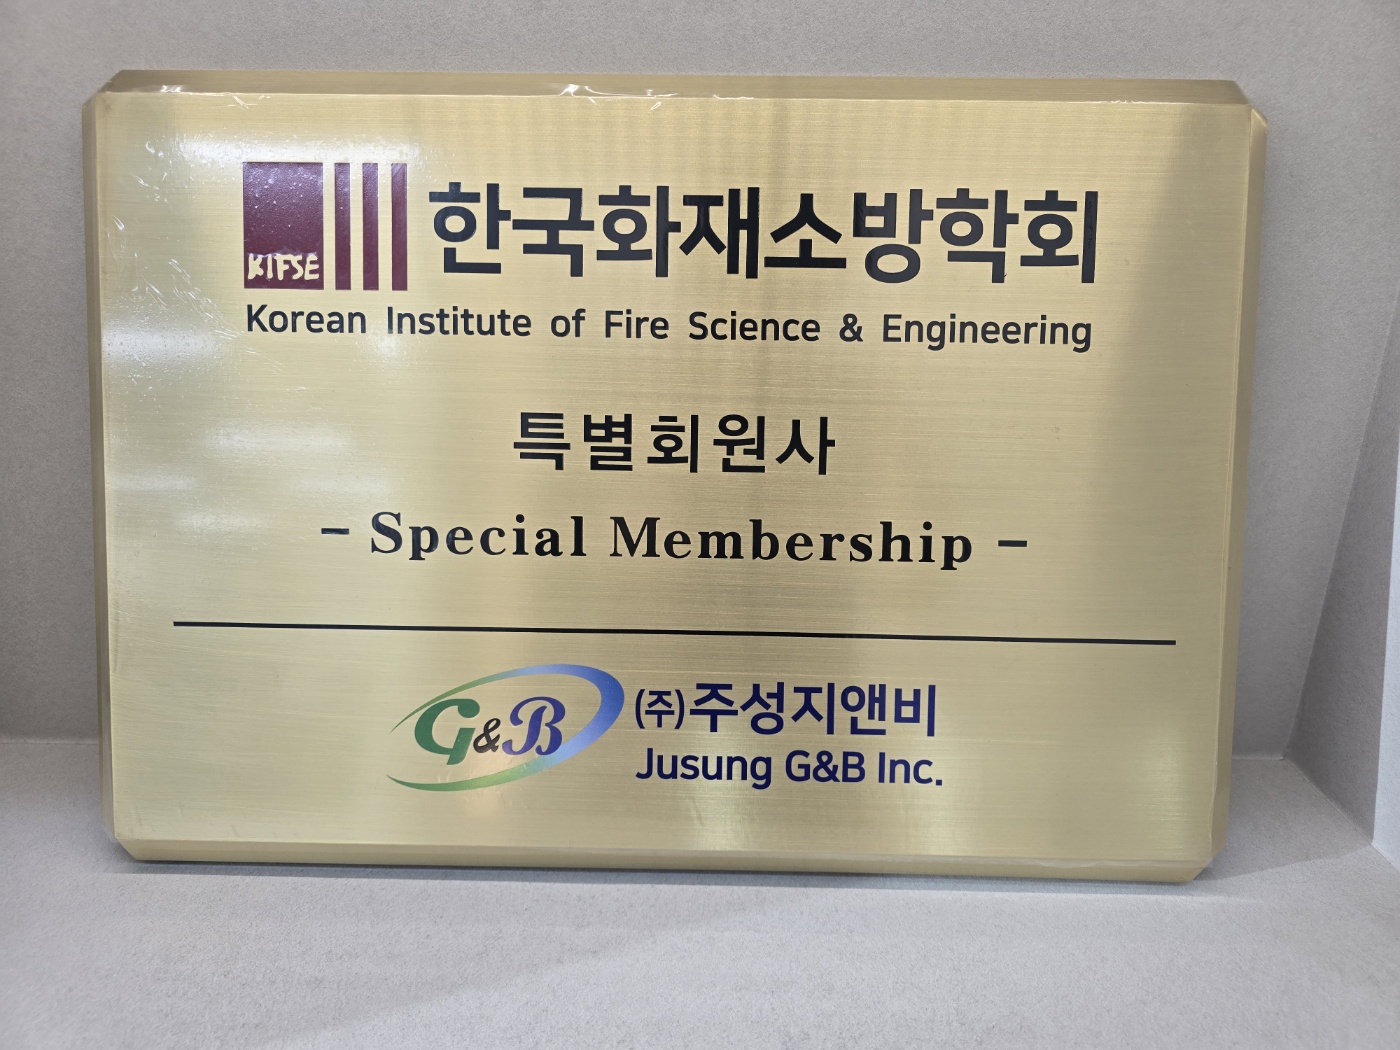 KIFSE 한국화재소방학회
Korean Institute of Fire Science & Engineering
특별회원사
- Special Membership -
G&B (주)주성지앤비
Jusung G&B Inc.